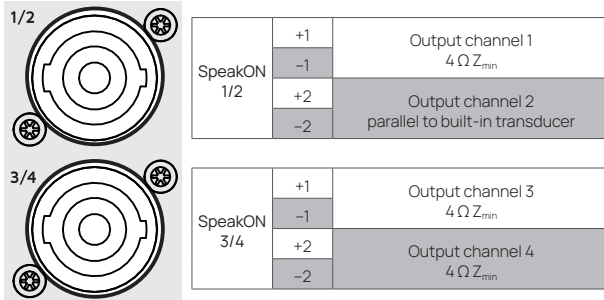 1/2
SpeakON
1/2
+1
–1
+2
–2
Output channel 1
4 Ω Zmin
Output channel 2
parallel to built-in transducer
3/4
SpeakON
3/4
+1
–1
+2
–2
Output channel 3
4 Ω Zmin
Output channel 4
4 Ω Zmin